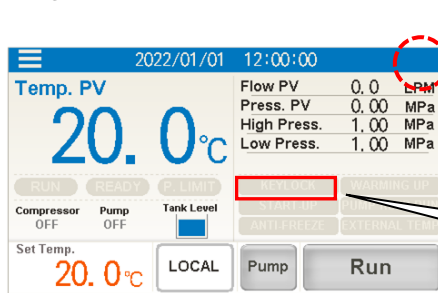 2022/01/01 12:00:00
Temp. PV
20.0℃
Flow PV 0.0 LPM
Press. PV 0.00 MPa
High Press. 1.00 MPa
Low Press. 1.00 MPa
RUN READY P. LIMIT
KEYLOCK WARMING UP
START UP
ANTI FREEZE EXTERNAL TEMP
Compressor Pump Tank Level
OFF OFF
Set Temp.
20.0℃
LOCAL Pump Run